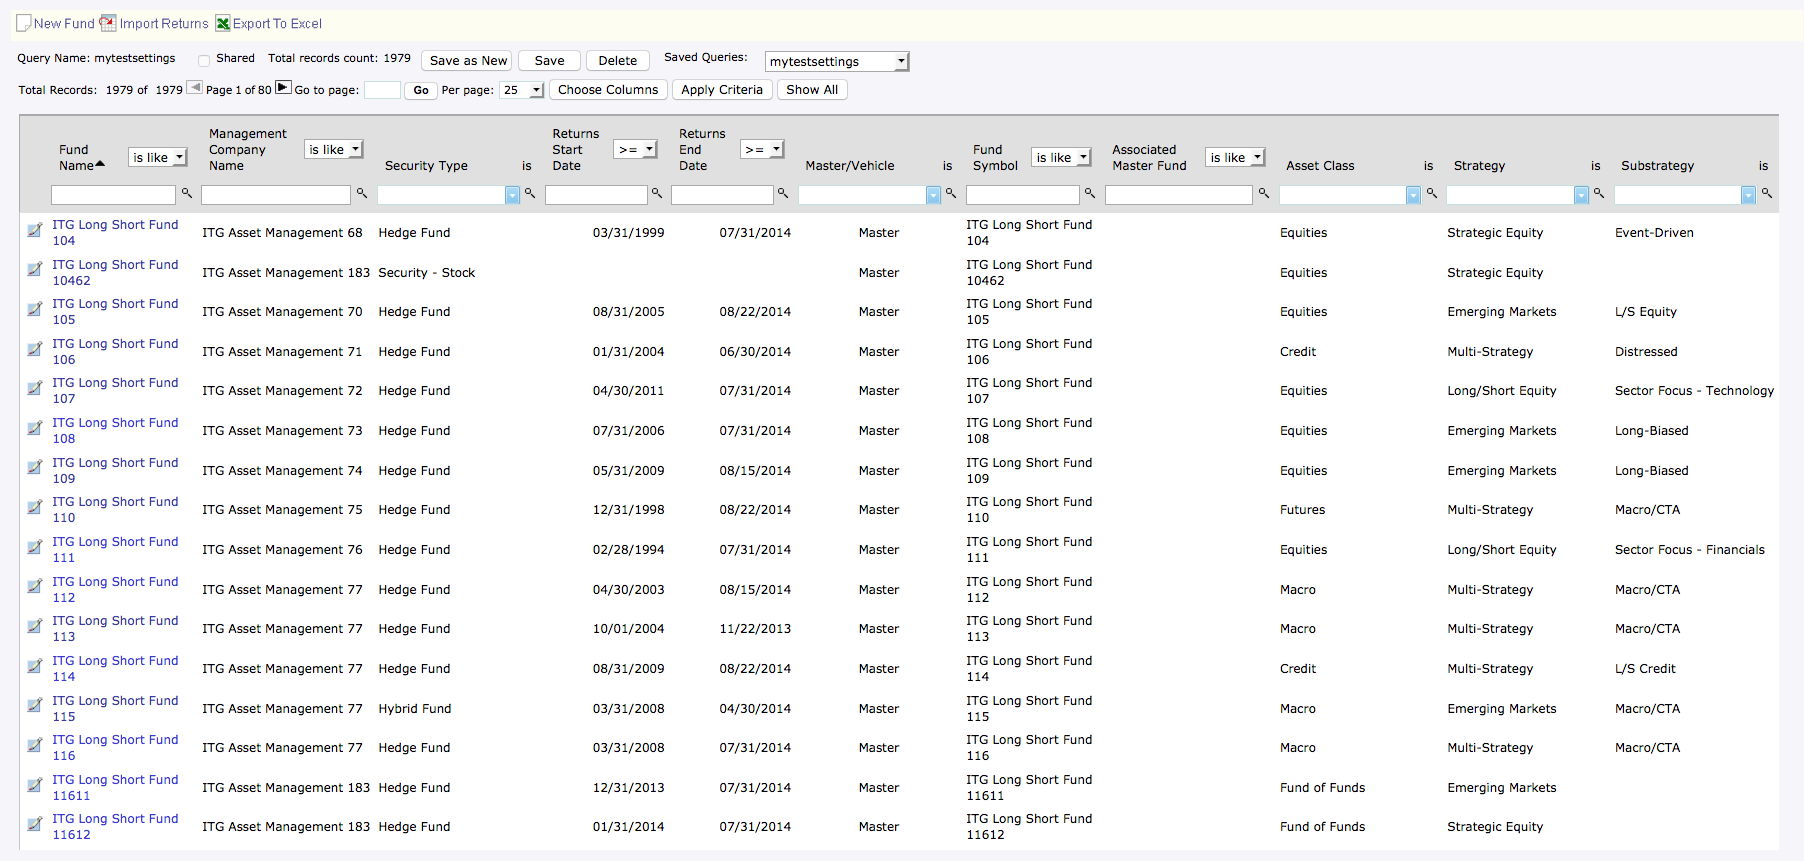 New Fund Import Returns Export To Excel
Query Name: mytestsettings Shared Total records count: 1979 Save as New Save Delete Saved Queries: mytestsettings
Total Records: 1979 of 1979 Page 1 of 80 Go to page: Go Per page: 25 Choose Columns Apply Criteria Show All
Fund Name is like Management Company Name is like Security Type is Returns Start Date >= Returns End Date >= Master/Vehicle is Fund Symbol is like Associated Master Fund is like Asset Class is Strategy is Substrategy is
ITG Long Short Fund 104 ITG Asset Management 68 Hedge Fund 03/31/1999 07/31/2014 Master ITG Long Short Fund 104 Equities Strategic Equity Event-Driven
ITG Long Short Fund 10462 ITG Asset Management 183 Security - Stock Master ITG Long Short Fund 10462 Equities Strategic Equity
ITG Long Short Fund 105 ITG Asset Management 70 Hedge Fund 08/31/2005 08/22/2014 Master ITG Long Short Fund 105 Equities Emerging Markets L/S Equity
ITG Long Short Fund 106 ITG Asset Management 71 Hedge Fund 01/31/2004 06/30/2014 Master ITG Long Short Fund 106 Credit Multi-Strategy Distressed
ITG Long Short Fund 107 ITG Asset Management 72 Hedge Fund 04/30/2011 07/31/2014 Master ITG Long Short Fund 107 Equities Long/Short Equity Sector Focus - Technology
ITG Long Short Fund 108 ITG Asset Management 73 Hedge Fund 07/31/2006 07/31/2014 Master ITG Long Short Fund 108 Equities Emerging Markets Long-Biased
ITG Long Short Fund 109 ITG Asset Management 74 Hedge Fund 05/31/2009 08/15/2014 Master ITG Long Short Fund 109 Equities Emerging Markets Long-Biased
ITG Long Short Fund 110 ITG Asset Management 75 Hedge Fund 12/31/1998 08/22/2014 Master ITG Long Short Fund 110 Futures Multi-Strategy Macro/CTA
ITG Long Short Fund 111 ITG Asset Management 76 Hedge Fund 02/28/1994 07/31/2014 Master ITG Long Short Fund 111 Equities Long/Short Equity Sector Focus - Financials
ITG Long Short Fund 112 ITG Asset Management 77 Hedge Fund 04/30/2003 08/15/2014 Master ITG Long Short Fund 112 Macro Multi-Strategy Macro/CTA
ITG Long Short Fund 113 ITG Asset Management 77 Hedge Fund 10/01/2004 11/22/2013 Master ITG Long Short Fund 113 Macro Multi-Strategy Macro/CTA
ITG Long Short Fund 114 ITG Asset Management 77 Hedge Fund 08/31/2009 08/22/2014 Master ITG Long Short Fund 114 Credit Multi-Strategy L/S Credit
ITG Long Short Fund 115 ITG Asset Management 77 Hybrid Fund 03/31/2008 04/30/2014 Master ITG Long Short Fund 115 Macro Emerging Markets Macro/CTA
ITG Long Short Fund 116 ITG Asset Management 77 Hedge Fund 03/31/2008 07/31/2014 Master ITG Long Short Fund 116 Macro Multi-Strategy Macro/CTA
ITG Long Short Fund 11611 ITG Asset Management 183 Hedge Fund 12/31/2013 07/31/2014 Master ITG Long Short Fund 11611 Fund of Funds Emerging Markets
ITG Long Short Fund 11612 ITG Asset Management 183 Hedge Fund 01/31/2014 07/31/2014 Master ITG Long Short Fund 11612 Fund of Funds Strategic Equity